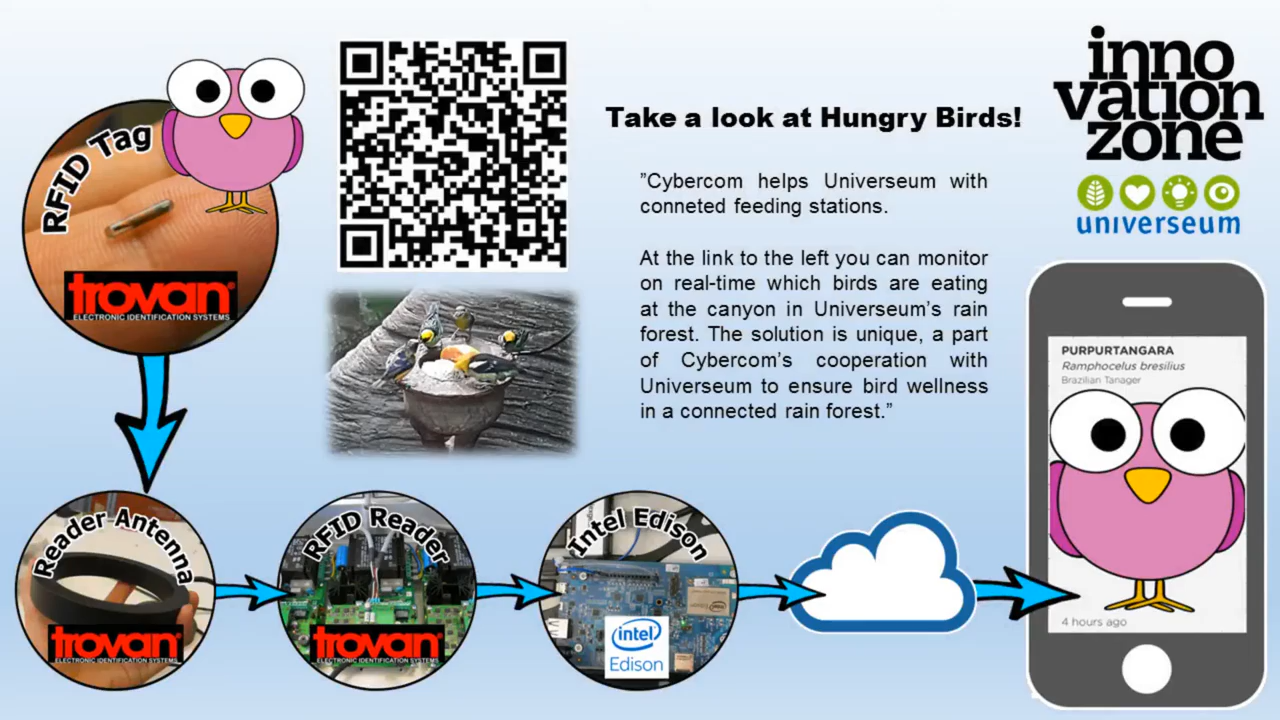 RFID Tag
trovan®
ELECTRONIC IDENTIFICATION SYSTEMS
Take a look at Hungry Birds!
”Cybercom helps Universeum with
conneted feeding stations.
At the link to the left you can monitor
on real-time which birds are eating
at the canyon in Universeum’s rain
forest. The solution is unique, a part
of Cybercom’s cooperation with
Universeum to ensure bird wellness
in a connected rain forest.”
inno
vation
zone
universeum
PURPURTANGARA
Ramphocelus bresilius
Brazilian Tanager
4 hours ago
Reader Antenna
trovan®
ELECTRONIC IDENTIFICATION SYSTEMS
RFID Reader
trovan®
ELECTRONIC IDENTIFICATION SYSTEMS
Intel Edison
intel
Edison